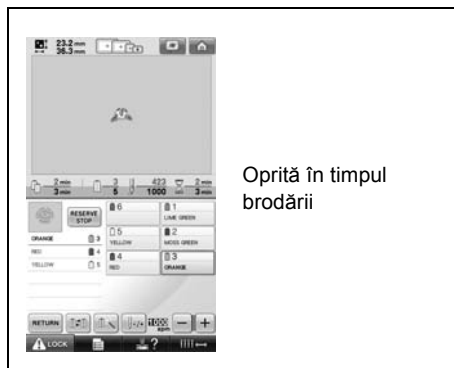 23.2 mm
36.3 mm
2 min
3 min
3
5
423
1000
2 min
3 min
RESERVE
STOP
ORANGE 3
RED 4
YELLOW 5
6
1
LIME GREEN
5
YELLOW
2
MOSS GREEN
4
RED
3
ORANGE
RETURN
1000
spm
LOCK
?
Oprită în timpul
brodării